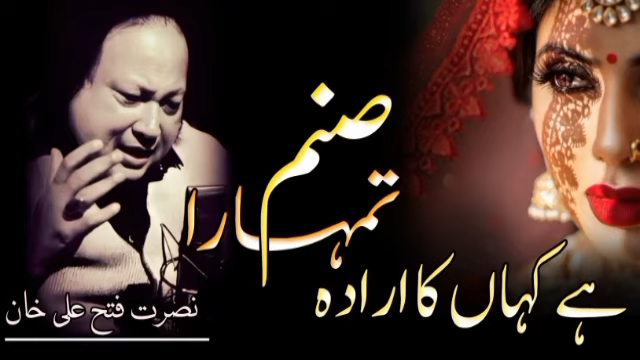 صنم
تمہارا
ہے کہاں کا ارادہ
نصرت فتح علی خان